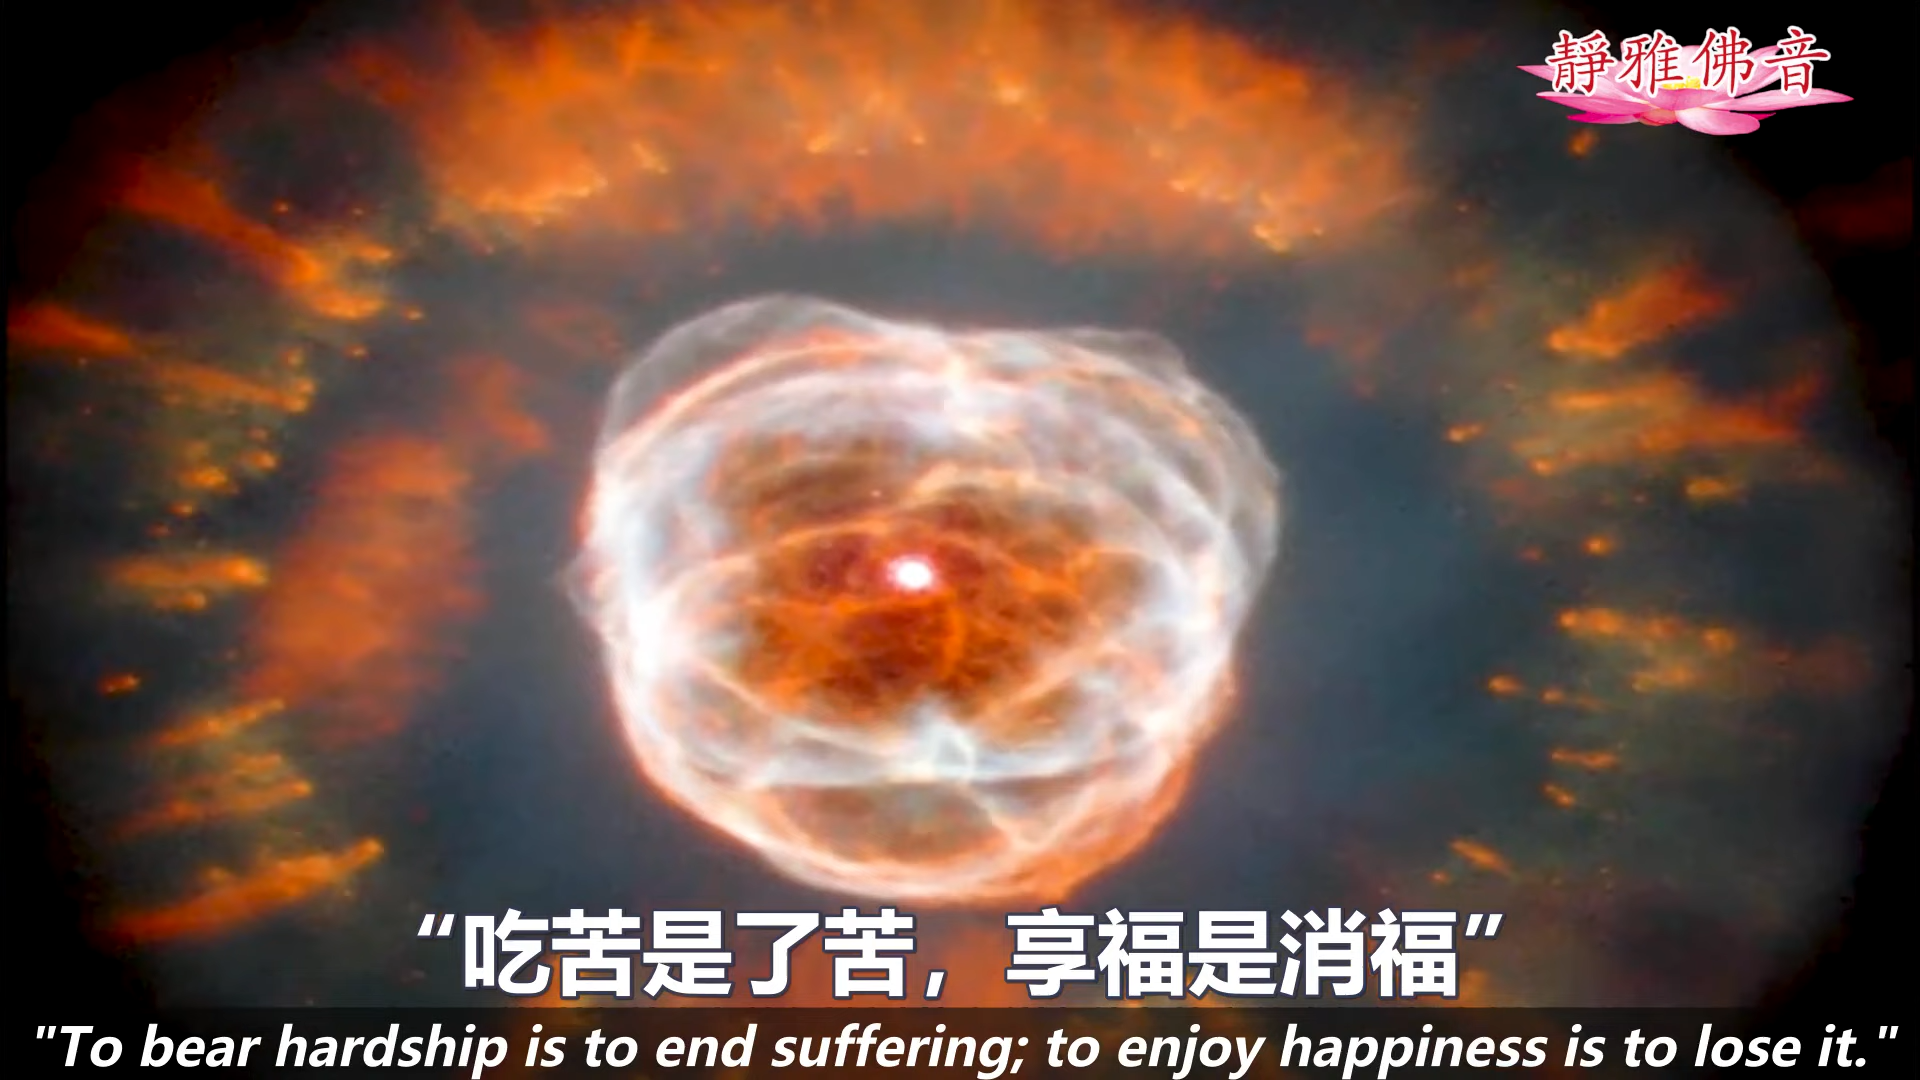 靜雅佛音
“吃苦是了苦，享福是消福”
"To bear hardship is to end suffering; to enjoy happiness is to lose it."